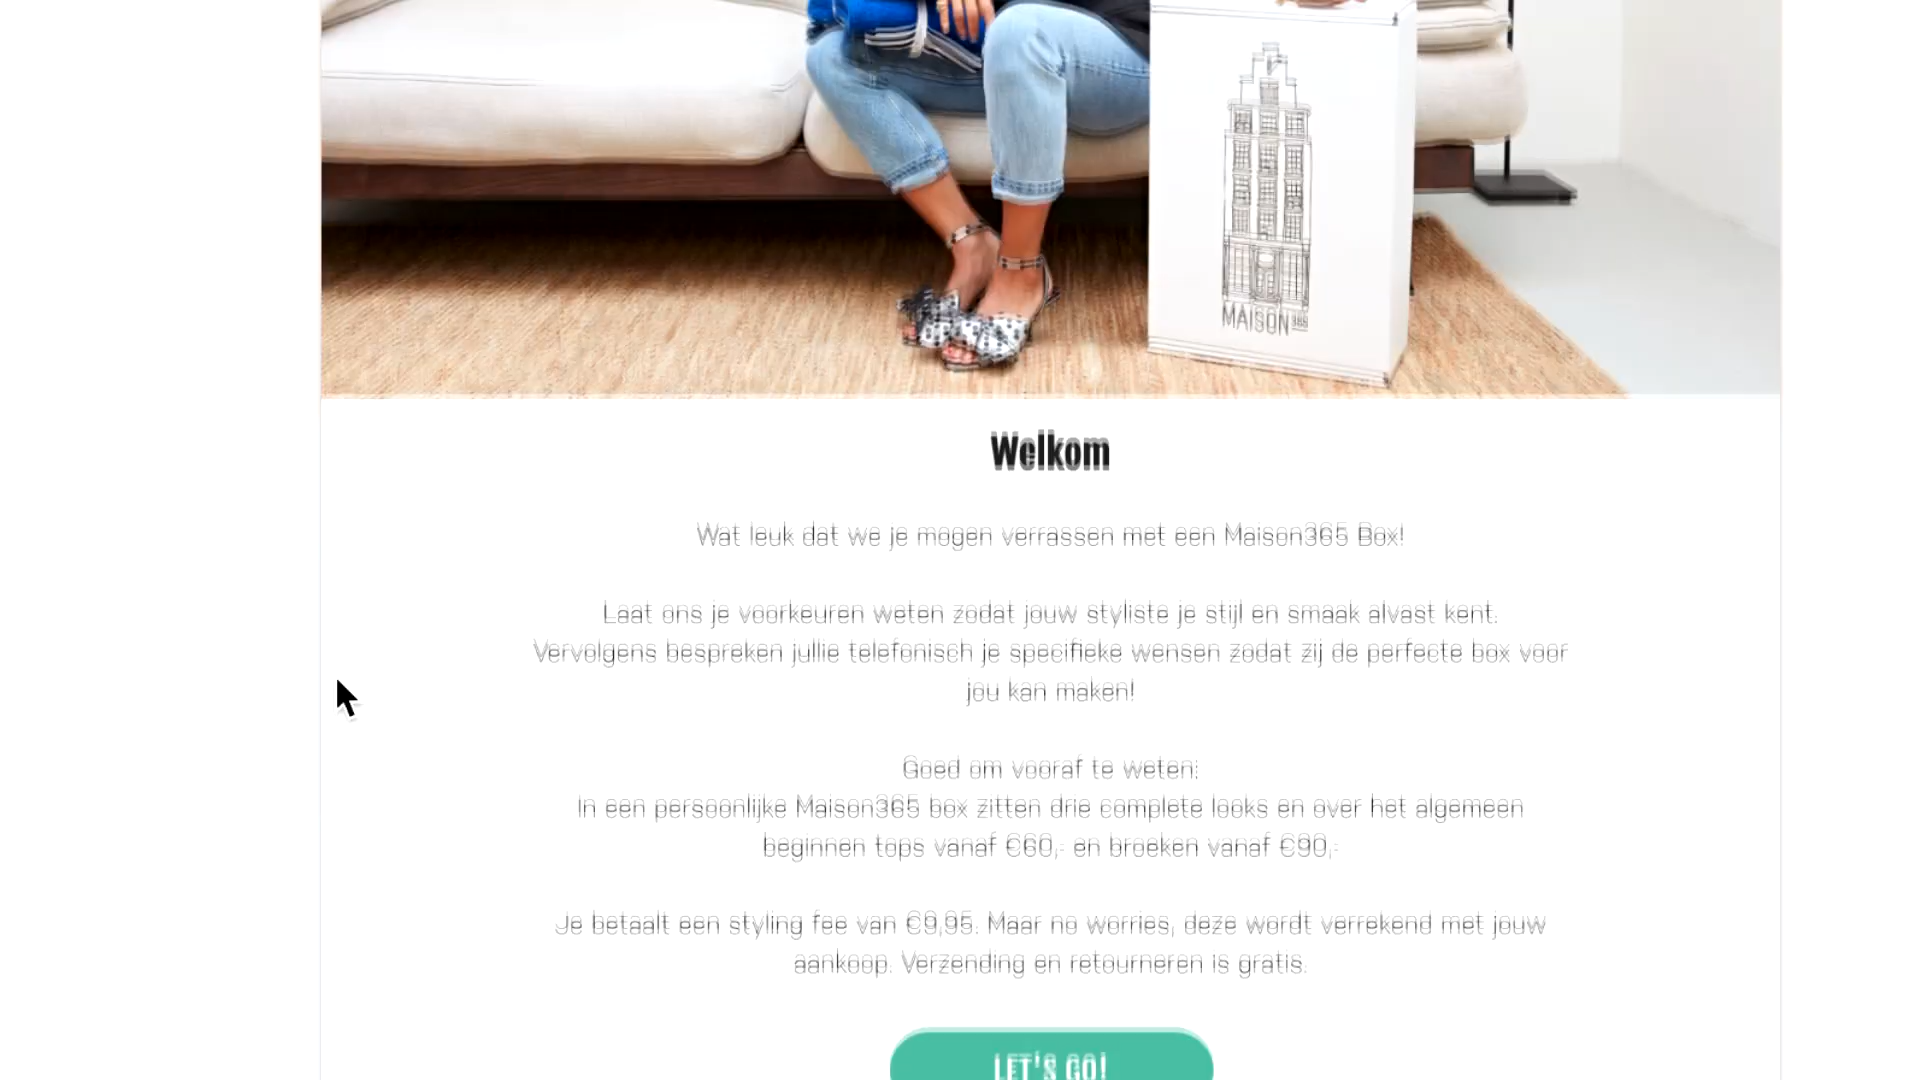 MAISON 365
Welkom
Wat leuk dat we je mogen verrassen met een Maison365 Box!
Laat ons je voorkeuren weten zodat jouw styliste je stijl en smaak alvast kent.
Vervolgens bespreken jullie telefonisch je specifieke wensen zodat zij de perfecte box voor
jou kan maken!
Goed om vooraf te weten:
In een persoonlijke Maison365 box zitten drie complete looks en over het algemeen
beginnen tops vanaf €60,- en broeken vanaf €90,-
Je betaalt een styling fee van €9,95. Maar no worries, deze wordt verrekend met jouw
aankoop. Verzending en retourneren is gratis.
LET'S GO!